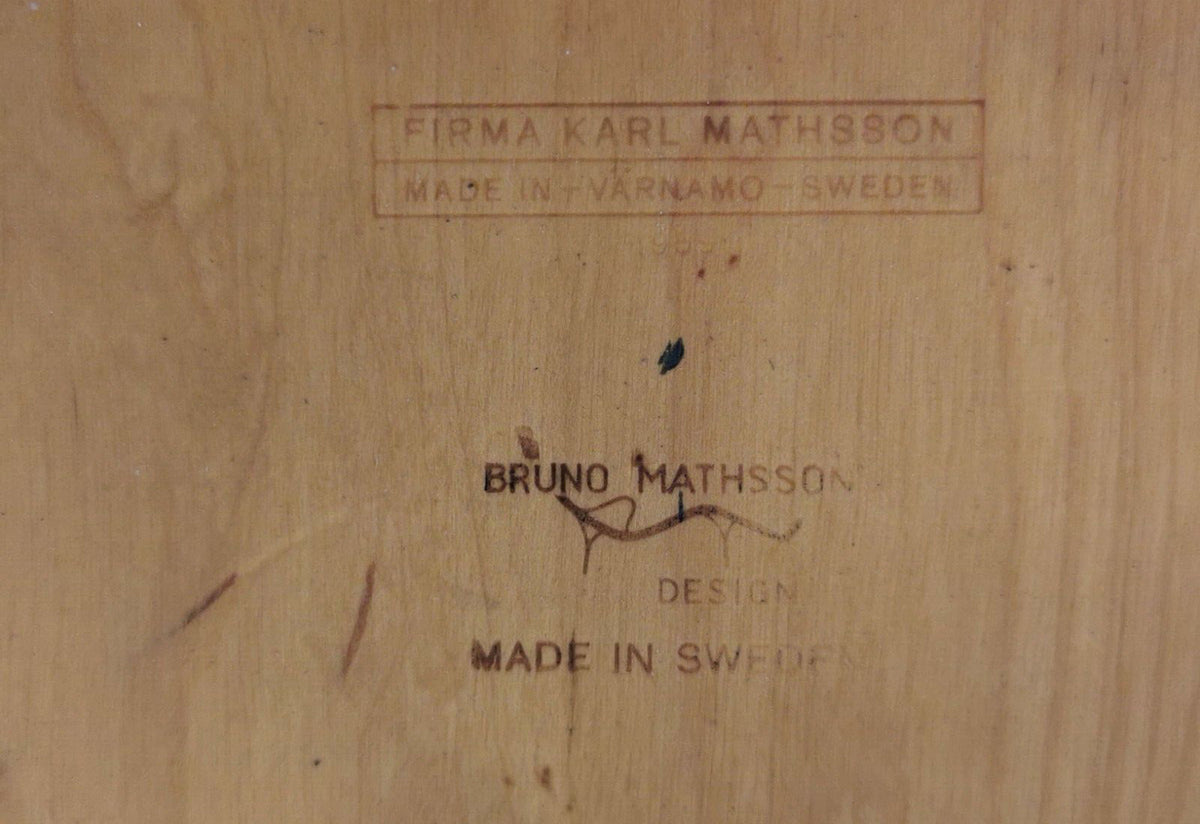 FIRMA KARL MATHSSON
MADE IN - VÄRNAMO - SWEDEN
BRUNO MATHSSON
DESIGN
MADE IN SWEDEN